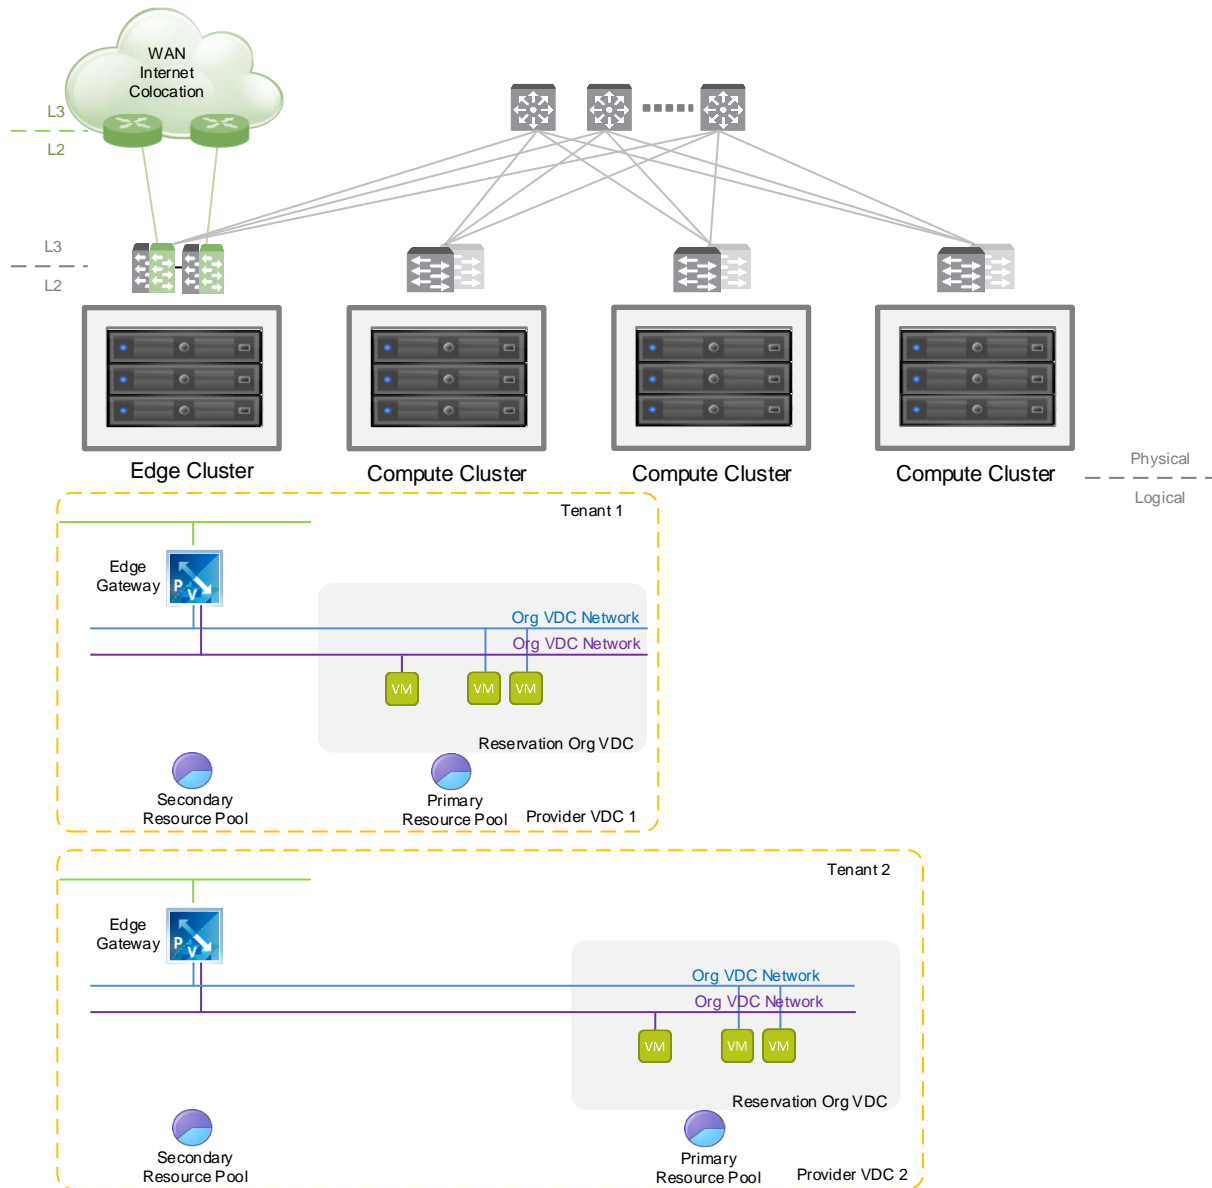 WAN
Internet
Colocation
L3
L2
L3
L2
Edge Cluster
Compute Cluster
Compute Cluster
Compute Cluster
Physical
Logical
Tenant 1
Edge
Gateway
P
V
Org VDC Network
Org VDC Network
VM
VM
VM
Reservation Org VDC
Secondary
Resource Pool
Primary
Resource Pool
Provider VDC 1
Tenant 2
Edge
Gateway
P
V
Org VDC Network
Org VDC Network
VM
VM
VM
Reservation Org VDC
Secondary
Resource Pool
Primary
Resource Pool
Provider VDC 2